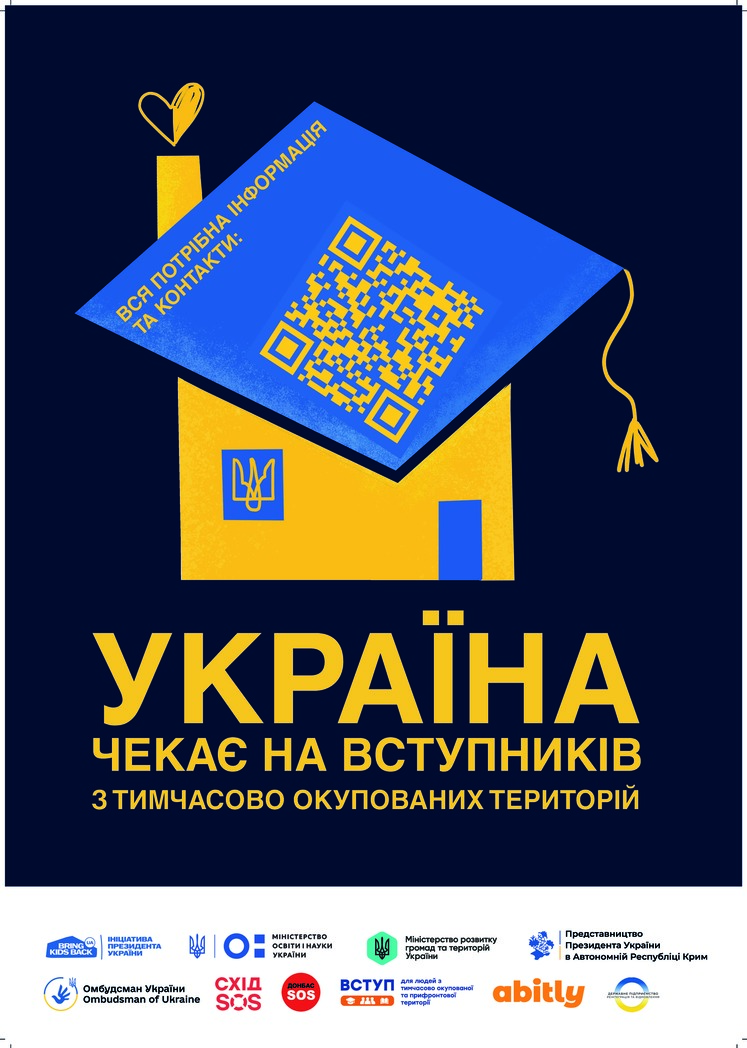 ВСЯ ПОТРІБНА ІНФОРМАЦІЯ
ТА КОНТАКТИ:
УКРАЇНА
ЧЕКАЄ НА ВСТУПНИКІВ
З ТИМЧАСОВО ОКУПОВАНИХ ТЕРИТОРІЙ
BRING
KIDS BACK
UA
ІНІЦІАТИВА
ПРЕЗИДЕНТА
УКРАЇНИ
МІНІСТЕРСТВО
ОСВІТИ І НАУКИ
УКРАЇНИ
Міністерство розвитку
громад та територій
України
Представництво
Президента України
в Автономній Республіці Крим
Омбудсман України
Ombudsman of Ukraine
СХІД
SOS
ДОНБАС
SOS
ВСТУП
для людей з
тимчасово окупованої
та прифронтової
території
abitly
ДЕРЖАВНЕ ПІДПРИЄМСТВО